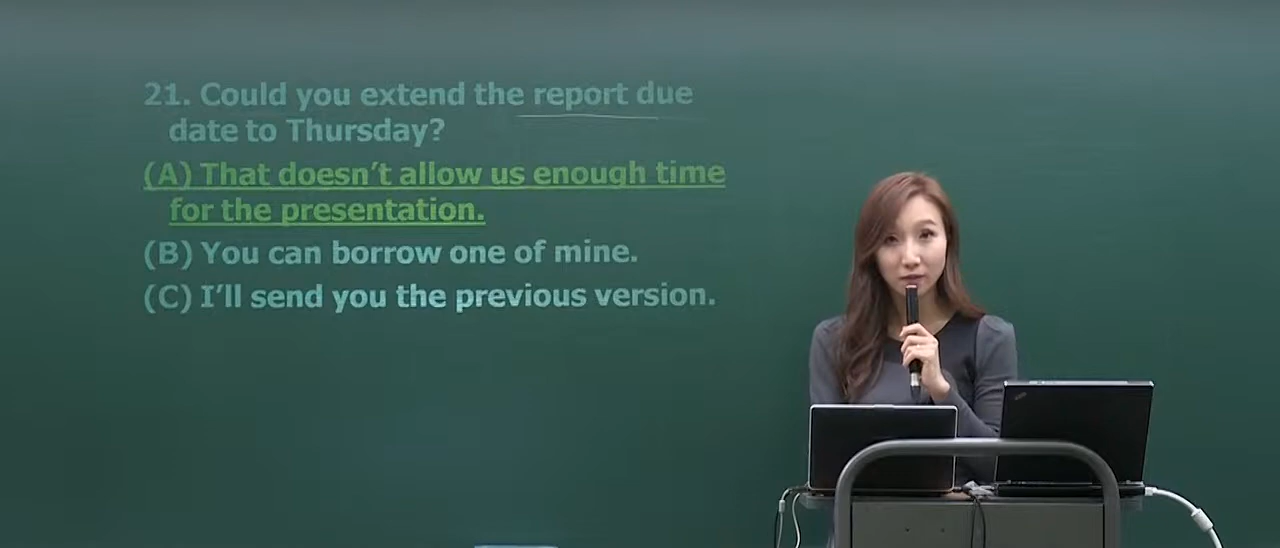 21. Could you extend the report due
date to Thursday?
(A) That doesn't allow us enough time
for the presentation.
(B) You can borrow one of mine.
(C) I'll send you the previous version.